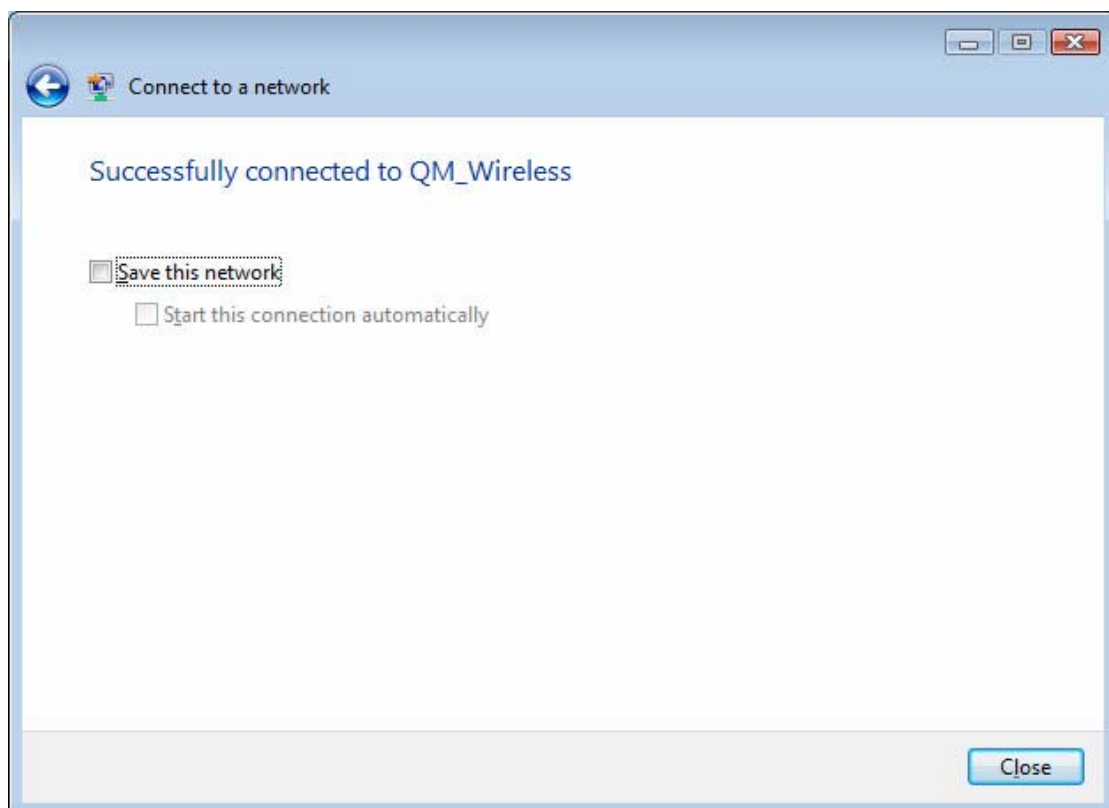 Connect to a network
Successfully connected to QM_Wireless
Save this network
Start this connection automatically
Close